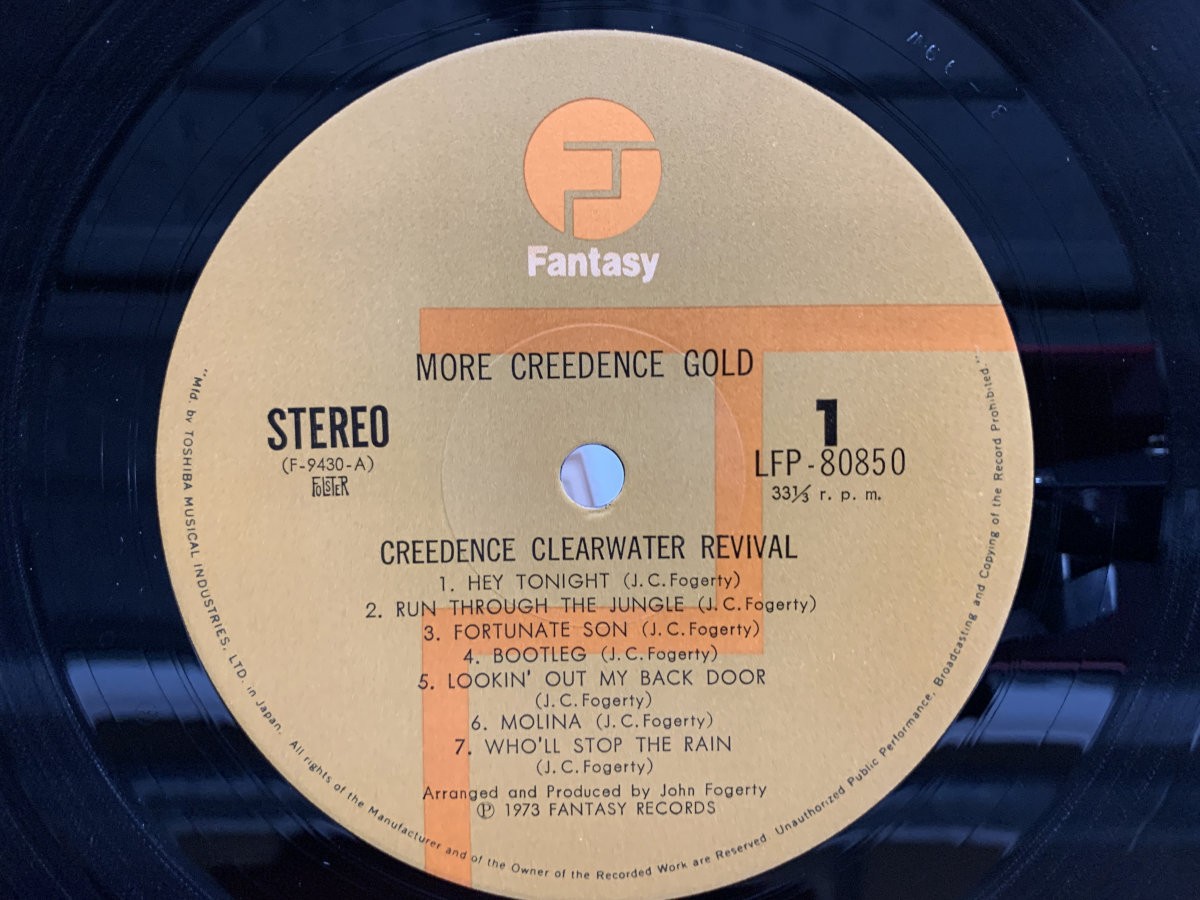 Fantasy
MORE CREEDENCE GOLD
STEREO
(F-9430-A)
FOLSTER
1
LFP-80850
33⅓ r. p. m.
CREEDENCE CLEARWATER REVIVAL
1. HEY TONIGHT (J.C.Fogerty)
2. RUN THROUGH THE JUNGLE (J.C.Fogerty)
3. FORTUNATE SON (J.C.Fogerty)
4. BOOTLEG (J.C.Fogerty)
5. LOOKIN' OUT MY BACK DOOR
(J.C.Fogerty)
6. MOLINA (J.C.Fogerty)
7. WHO'LL STOP THE RAIN
(J.C.Fogerty)
Arranged and Produced by John Fogerty
Ⓟ 1973 FANTASY RECORDS
"Mfd. by TOSHIBA MUSICAL INDUSTRIES, LTD. in Japan. All rights of the Manufacturer and of the Owner of the Recorded Work are Reserved. Unauthorized Public Performance, Broadcasting and Copying of the Record Prohibited."